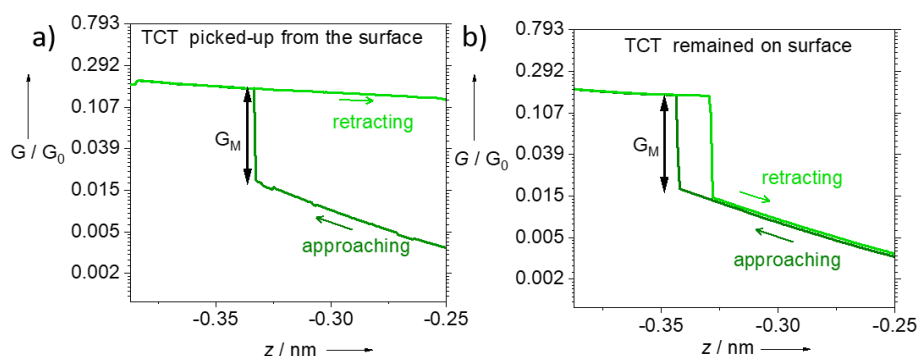 a)
TCT picked-up from the surface
0.793
0.292
0.107
0.039
0.015
0.005
0.002
G / G0
GM
retracting
approaching
-0.35
-0.30
-0.25
z / nm
b)
TCT remained on surface
0.793
0.292
0.107
0.039
0.015
0.005
0.002
G / G0
GM
retracting
approaching
-0.35
-0.30
-0.25
z / nm